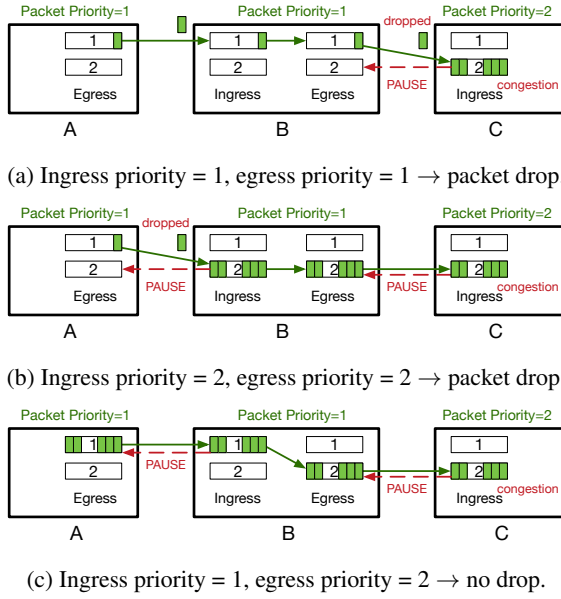 Packet Priority=1 Packet Priority=1 Packet Priority=2
dropped
1 1 1 1
2 2 2 2
PAUSE congestion
Egress Ingress Egress Ingress
A B C
(a) Ingress priority = 1, egress priority = 1 → packet drop.
Packet Priority=1 Packet Priority=1 Packet Priority=2
dropped
1 1 1 1
2 2 2 2
PAUSE PAUSE congestion
Egress Ingress Egress Ingress
A B C
(b) Ingress priority = 2, egress priority = 2 → packet drop
Packet Priority=1 Packet Priority=1 Packet Priority=2
1 1 1 1
PAUSE
2 2 2 2
PAUSE congestion
Egress Ingress Egress Ingress
A B C
(c) Ingress priority = 1, egress priority = 2 → no drop.